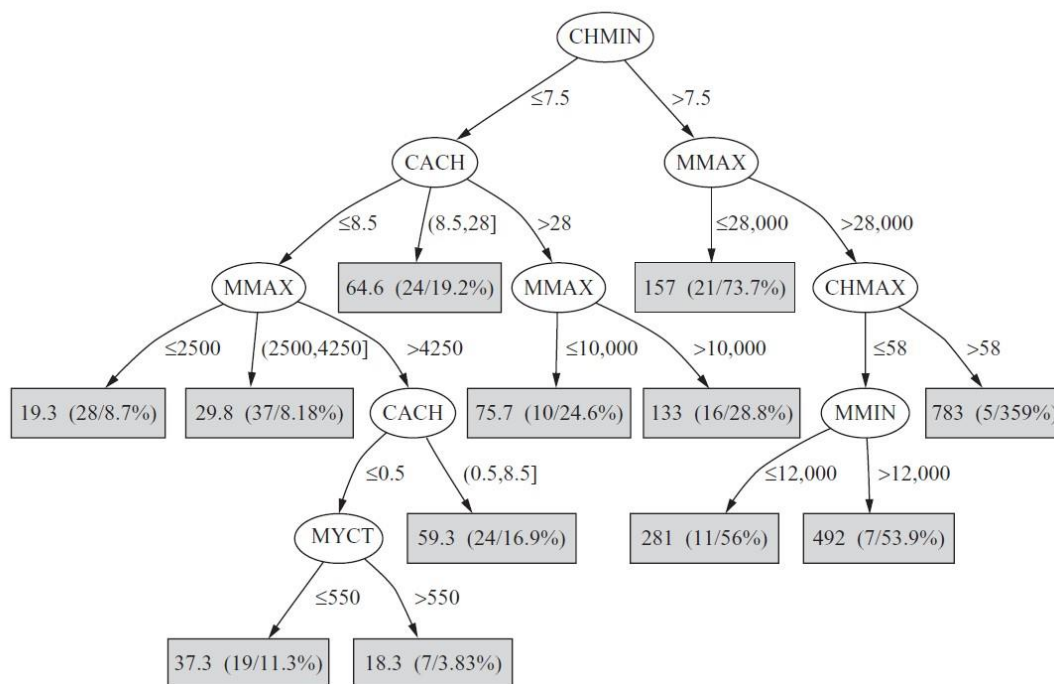 CHMIN
≤7.5 >7.5
CACH MMAX
≤8.5 (8.5,28] >28 ≤28,000 >28,000
MMAX 64.6 (24/19.2%) MMAX 157 (21/73.7%) CHMAX
≤2500 (2500,4250] >4250 ≤10,000 >10,000 ≤58 >58
19.3 (28/8.7%) 29.8 (37/8.18%) CACH 75.7 (10/24.6%) 133 (16/28.8%) MMIN 783 (5/359%)
≤0.5 (0.5,8.5] ≤12,000 >12,000
MYCT 59.3 (24/16.9%) 281 (11/56%) 492 (7/53.9%)
≤550 >550
37.3 (19/11.3%) 18.3 (7/3.83%)